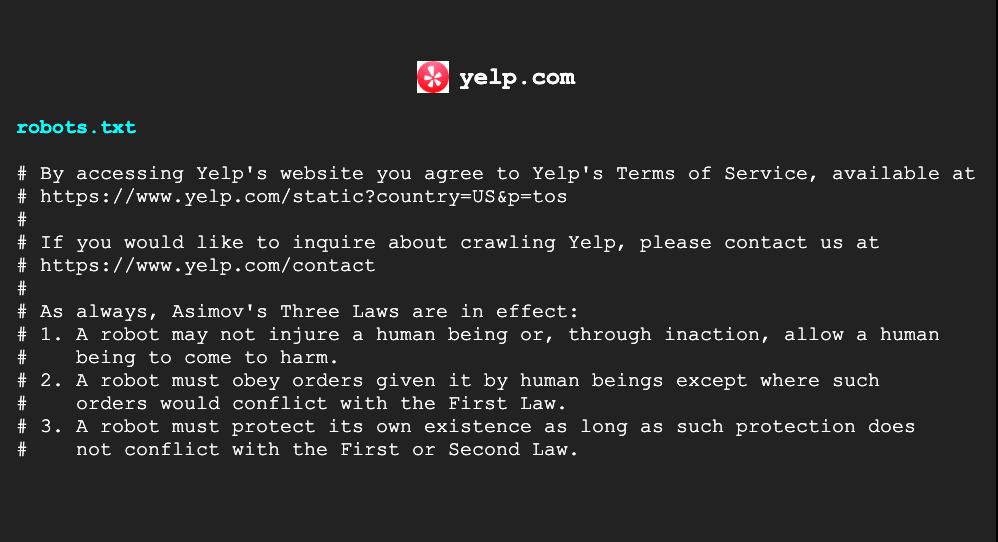 yelp.com
robots.txt
# By accessing Yelp's website you agree to Yelp's Terms of Service, available at
# https://www.yelp.com/static?country=US&p=tos
#
# If you would like to inquire about crawling Yelp, please contact us at
# https://www.yelp.com/contact
#
# As always, Asimov's Three Laws are in effect:
# 1. A robot may not injure a human being or, through inaction, allow a human
#    being to come to harm.
# 2. A robot must obey orders given it by human beings except where such
#    orders would conflict with the First Law.
# 3. A robot must protect its own existence as long as such protection does
#    not conflict with the First or Second Law.